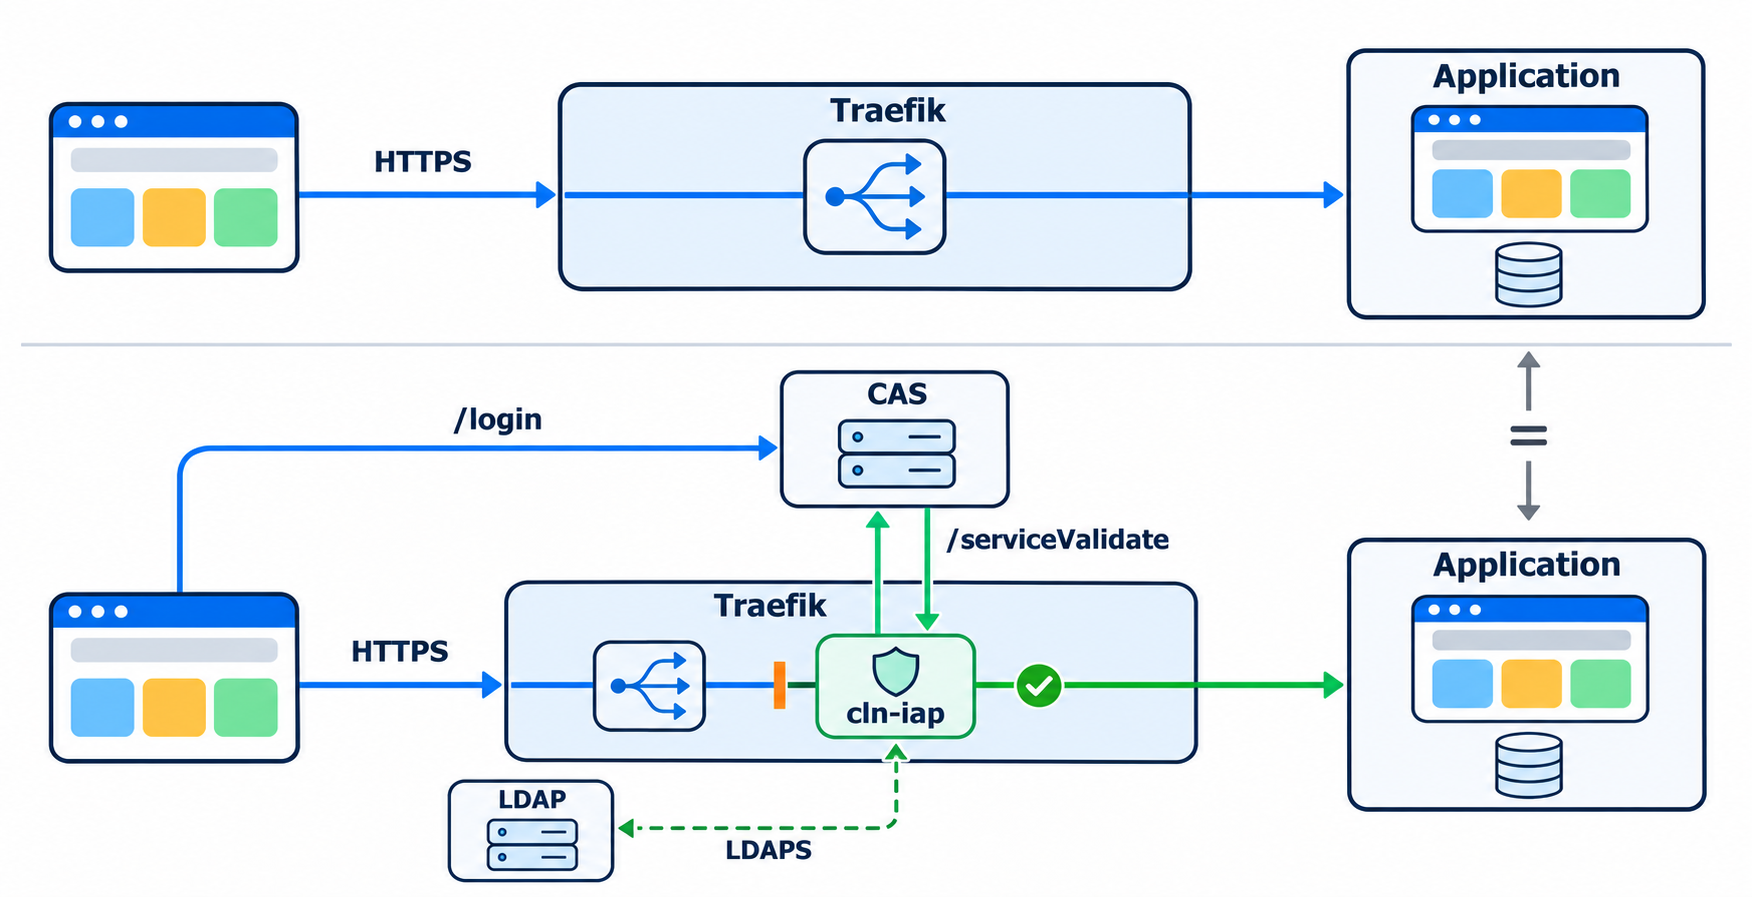 Application
Traefik
HTTPS
CAS
/login
/serviceValidate
Application
Traefik
HTTPS
cln-iap
LDAP
LDAPS